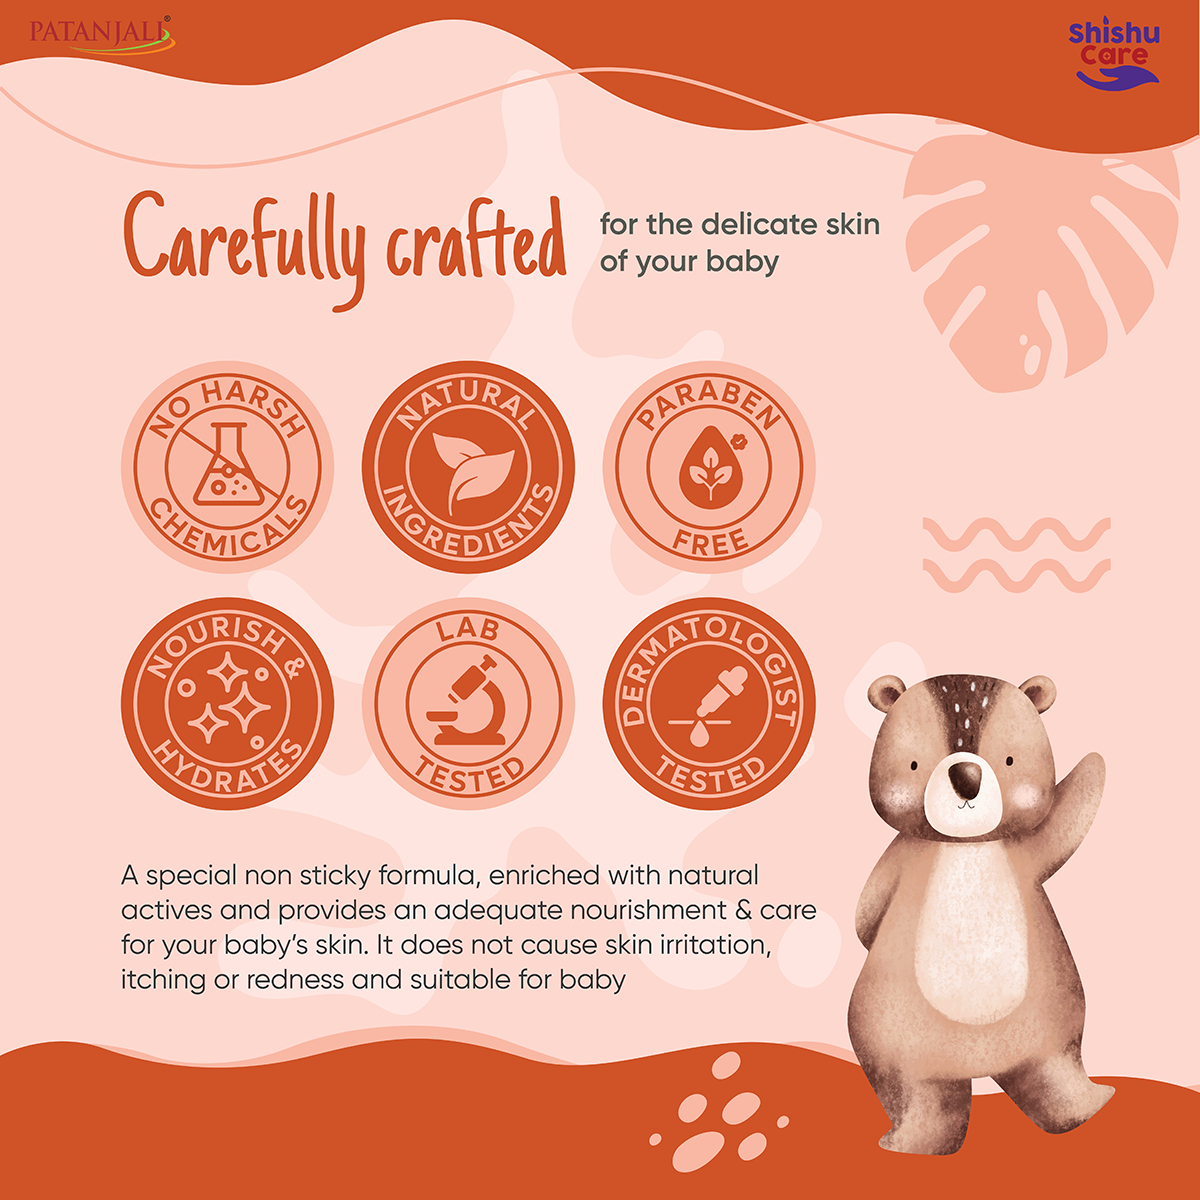 PATANJALI®
Shishu
Care
Carefully crafted
for the delicate skin
of your baby
NO HARSH
CHEMICALS
NATURAL
INGREDIENTS
PARABEN
FREE
NOURISH &
HYDRATES
LAB
TESTED
DERMATOLOGIST
TESTED
A special non sticky formula, enriched with natural
actives and provides an adequate nourishment & care
for your baby's skin. It does not cause skin irritation,
itching or redness and suitable for baby